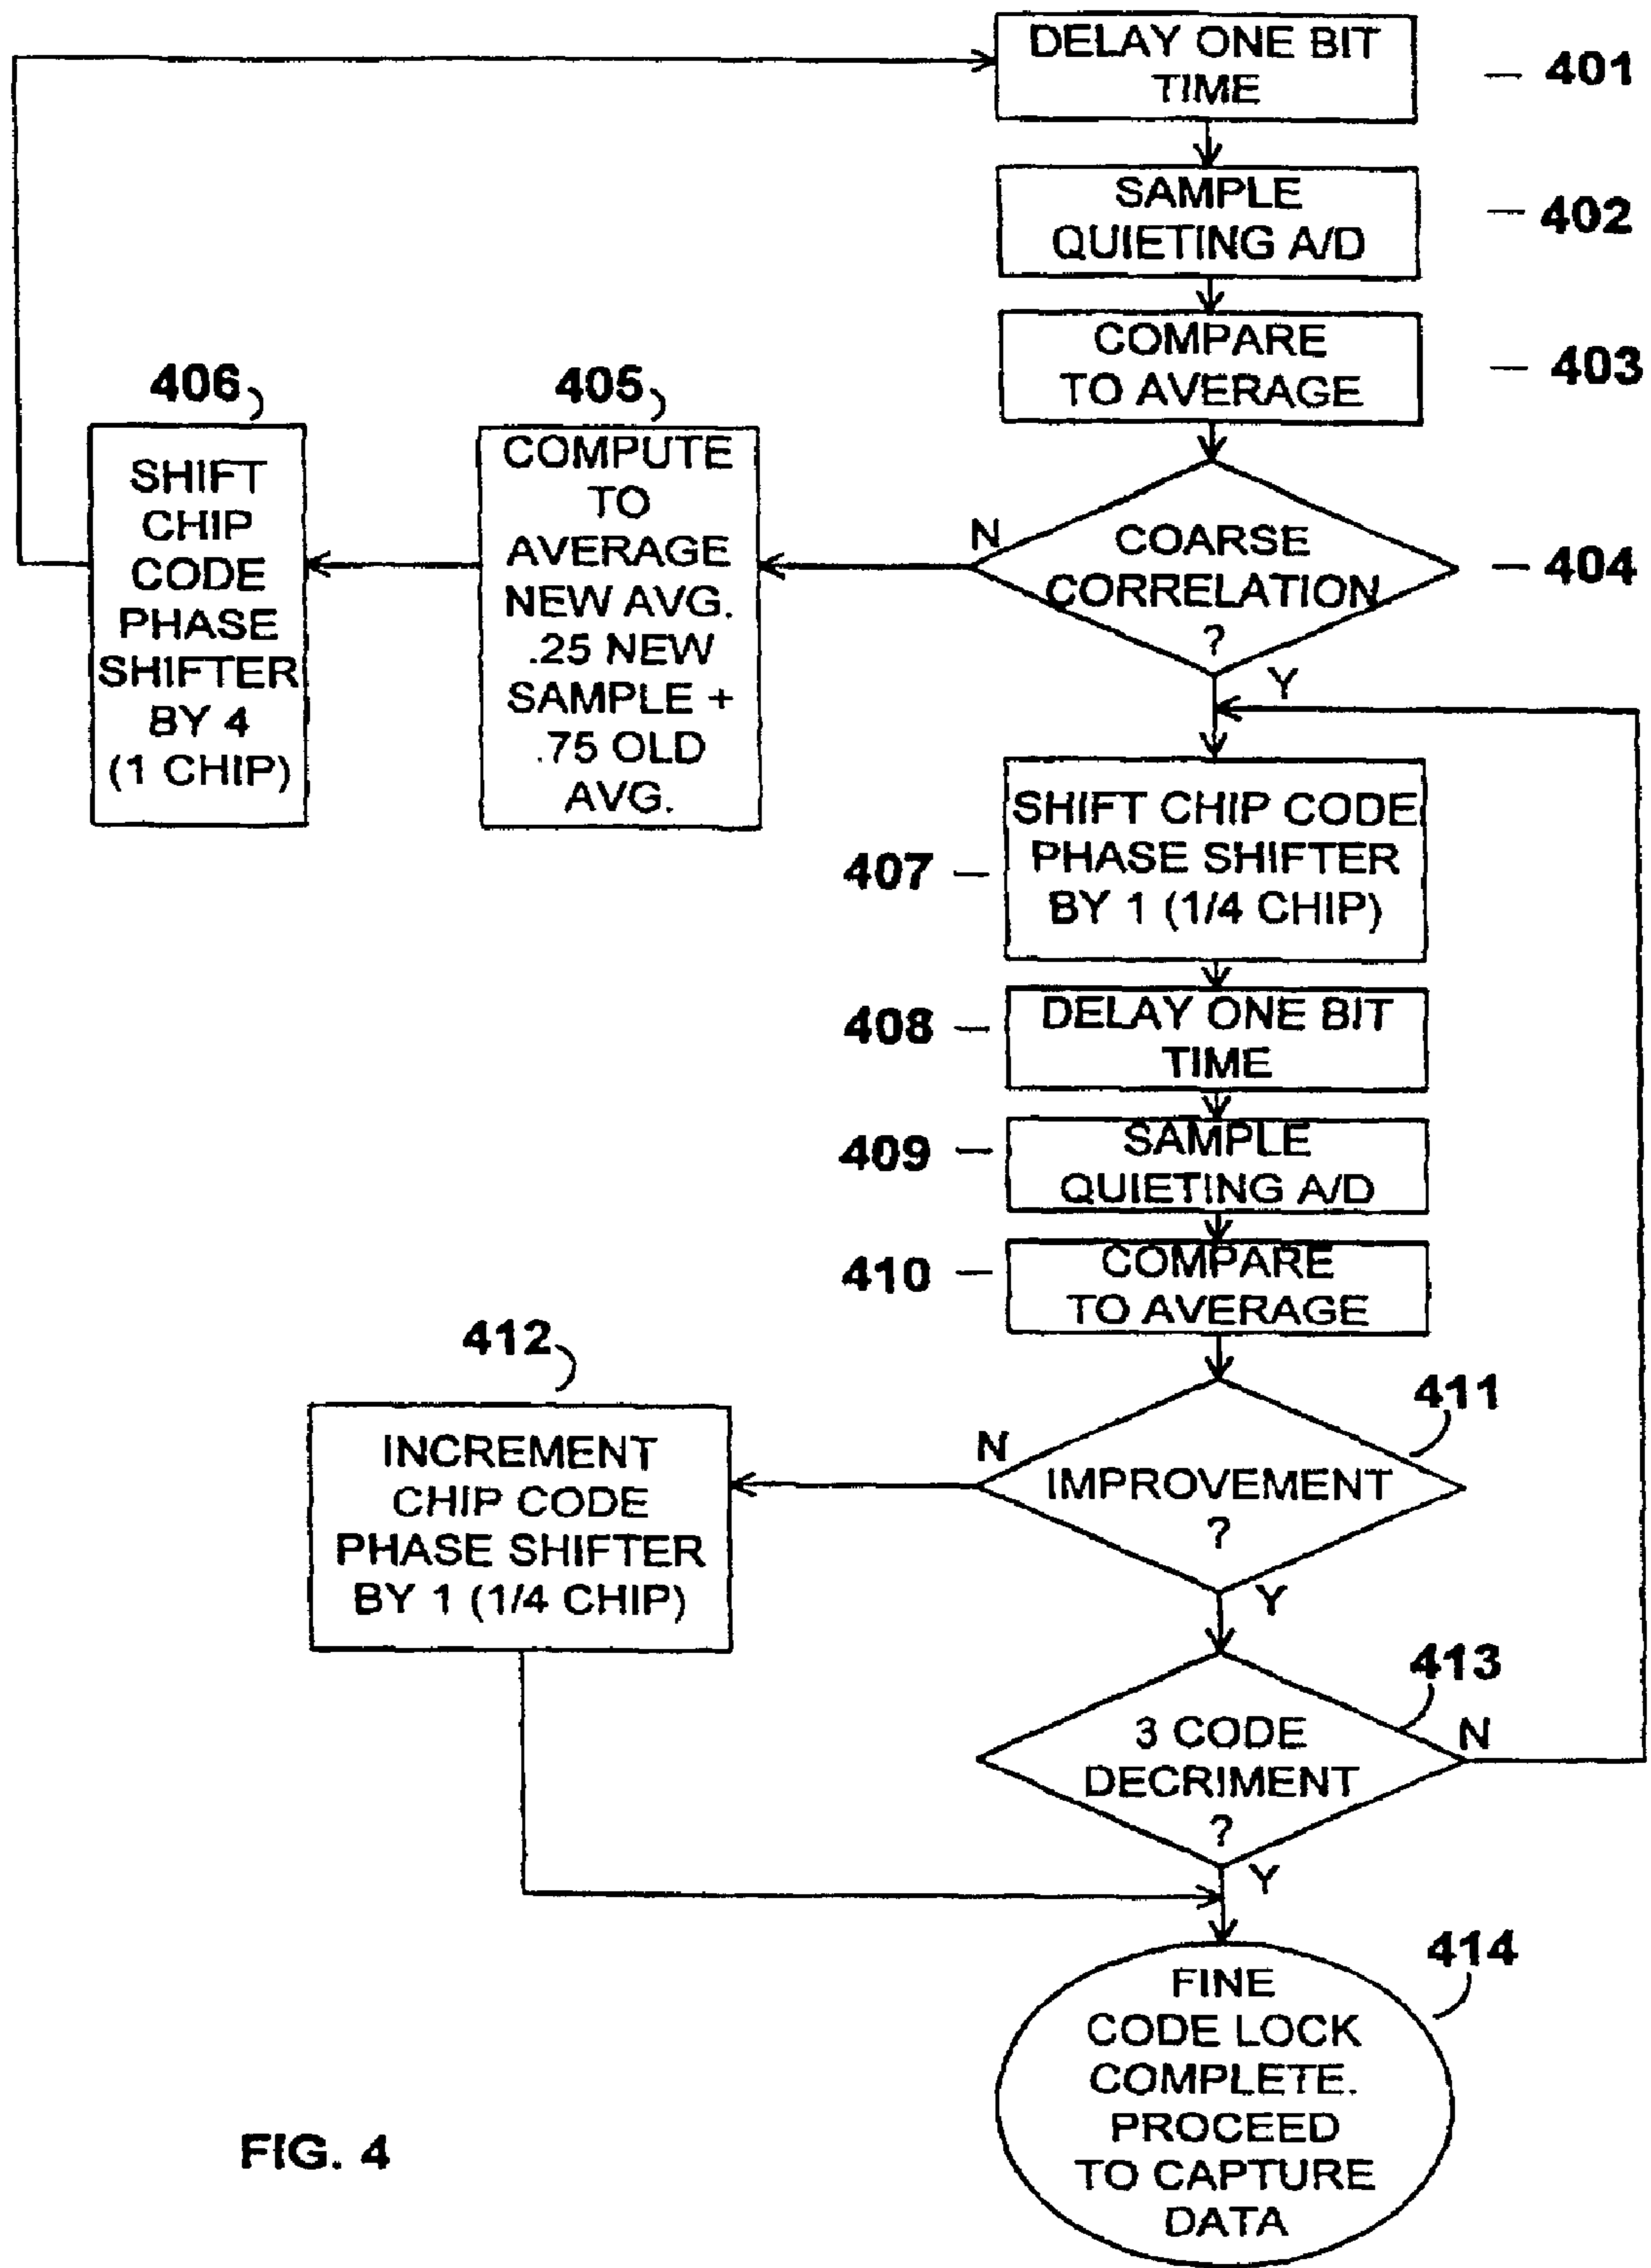 DELAY ONE BIT
TIME
401
SAMPLE
QUIETING A/D
402
COMPARE
TO AVERAGE
403
COARSE
CORRELATION
?
404
N
Y
405
COMPUTE
TO
AVERAGE
NEW AVG.
.25 NEW
SAMPLE +
.75 OLD
AVG.
406
SHIFT
CHIP
CODE
PHASE
SHIFTER
BY 4
(1 CHIP)
SHIFT CHIP CODE
PHASE SHIFTER
BY 1 (1/4 CHIP)
407
DELAY ONE BIT
TIME
408
SAMPLE
QUIETING A/D
409
COMPARE
TO AVERAGE
410
411
IMPROVEMENT
?
N
Y
412
INCREMENT
CHIP CODE
PHASE SHIFTER
BY 1 (1/4 CHIP)
413
3 CODE
DECRIMENT
?
N
Y
414
FINE
CODE LOCK
COMPLETE.
PROCEED
TO CAPTURE
DATA
FIG. 4